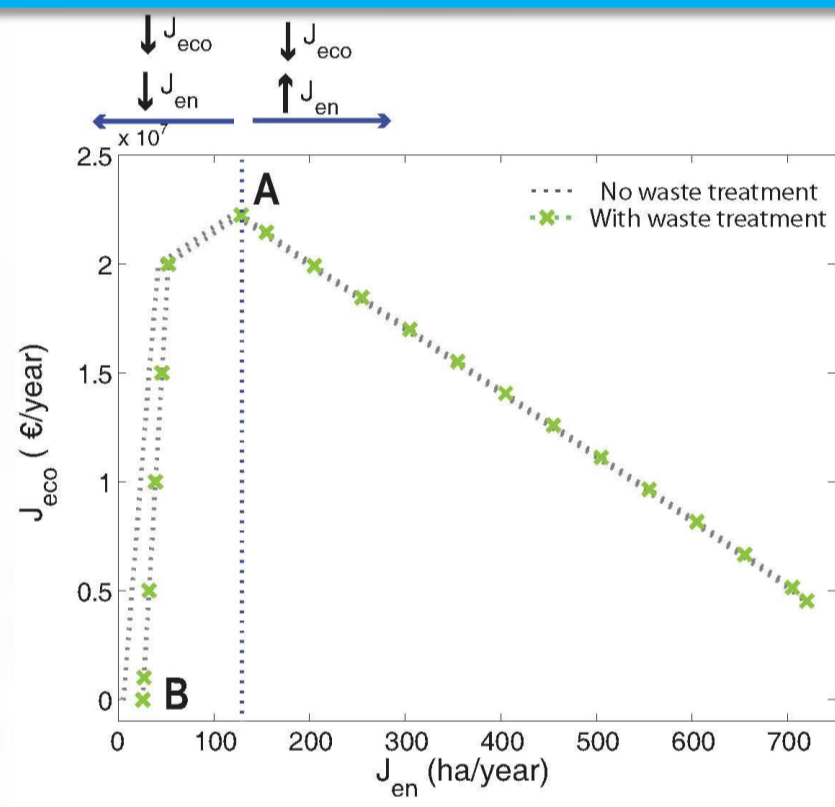 ↓ J_eco ↓ J_eco
↓ J_en ↑ J_en
x 10^7
2.5
2
1.5
1
0.5
0
A
B
No waste treatment
With waste treatment
J_eco ( €/year)
0 100 200 300 400 500 600 700
J_en (ha/year)